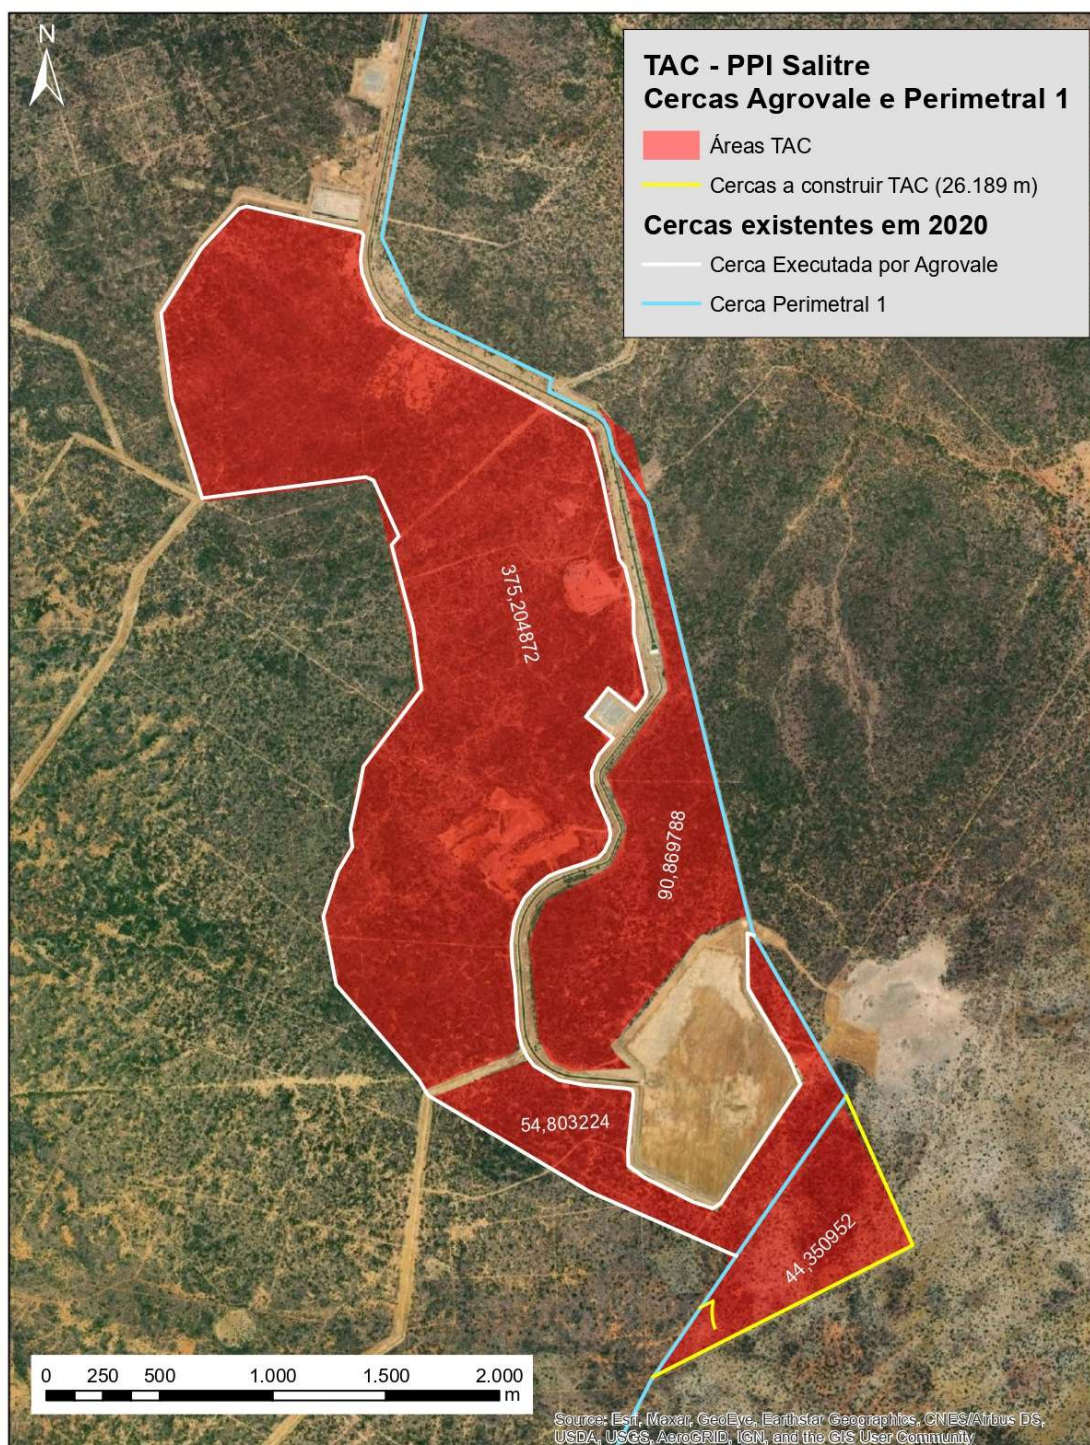 N
TAC - PPI Salitre
Cercas Agrovale e Perimetral 1
Áreas TAC
Cercas a construir TAC (26.189 m)
Cercas existentes em 2020
Cerca Executada por Agrovale
Cerca Perimetral 1
375,204872
90,869788
54,803224
44,350952
0 250 500 1.000 1.500 2.000
m
Source: Esri, Maxar, GeoEye, Earthstar Geographics, CNES/Airbus DS,
USDA, USGS, AeroGRID, IGN, and the GIS User Community